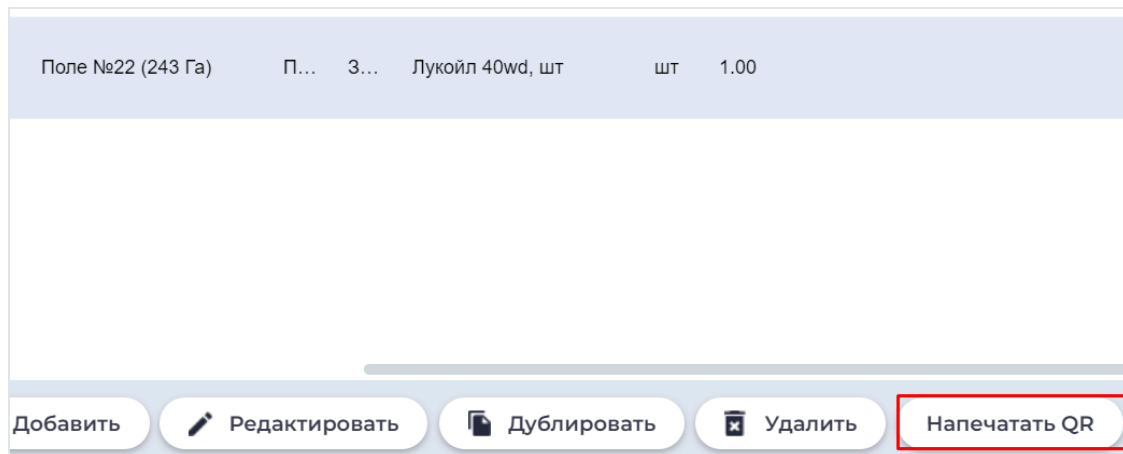 Поле №22 (243 Га) П... З... Лукойл 40wd, шт шт 1.00
Добавить Редактировать Дублировать Удалить Напечатать QR